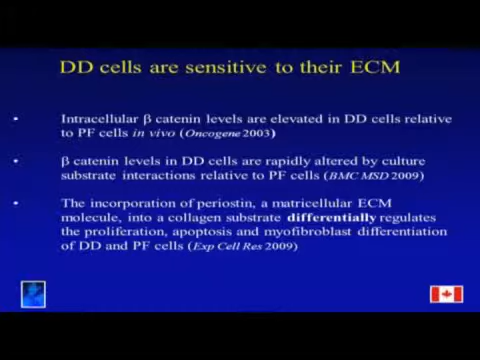 DD cells are sensitive to their ECM
• Intracellular β catenin levels are elevated in DD cells relative
to PF cells in vivo (Oncogene 2003)
• β catenin levels in DD cells are rapidly altered by culture
substrate interactions relative to PF cells (BMC MSD 2009)
• The incorporation of periostin, a matricellular ECM
molecule, into a collagen substrate differentially regulates
the proliferation, apoptosis and myofibroblast differentiation
of DD and PF cells (Exp Cell Res 2009)